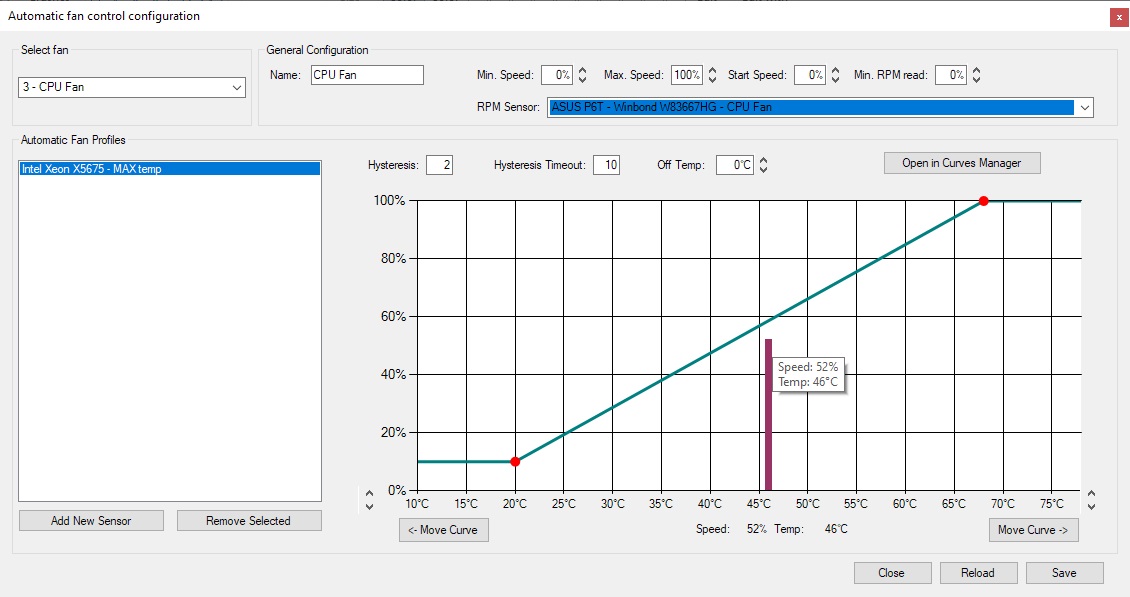 Automatic fan control configuration
x
Select fan
3 - CPU Fan
General Configuration
Name: CPU Fan Min. Speed: 0% Max. Speed: 100% Start Speed: 0% Min. RPM read: 0%
RPM Sensor: ASUS P6T - Winbond W83667HG - CPU Fan
Automatic Fan Profiles
Intel Xeon X5675 - MAX temp
Add New Sensor Remove Selected
Hysteresis: 2 Hysteresis Timeout: 10 Off Temp: 0°C Open in Curves Manager
100%
80%
60%
Speed: 52%
Temp: 46°C
40%
20%
0%
10°C 15°C 20°C 25°C 30°C 35°C 40°C 45°C 50°C 55°C 60°C 65°C 70°C 75°C
<- Move Curve Speed: 52% Temp: 46°C Move Curve ->
Close Reload Save